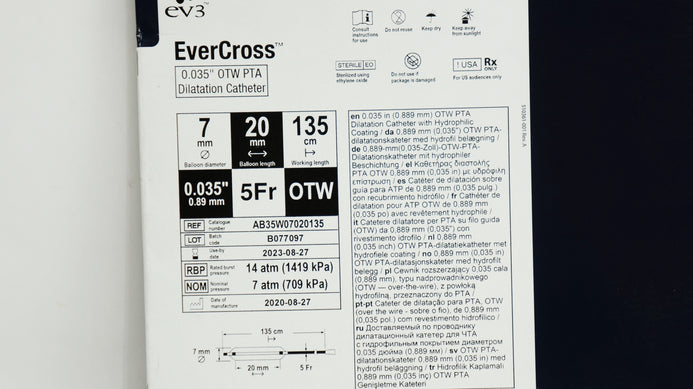 ev3
EverCross™
0.035" OTW PTA
Dilatation Catheter
Consult
instructions
for use
Do not reuse
Keep dry
Keep away
from sunlight
STERILE EO
Sterilized using
ethylene oxide
Do not use if
package is damaged
! USA Rx
ONLY
For US audiences only
7
mm
Balloon diameter
20
mm
Balloon length
135
cm
Working length
0.035"
0.89 mm
5Fr
OTW
REF Catalogue
number AB35W07020135
LOT Batch
code B077097
Use-by
date 2023-08-27
RBP Rated burst
pressure 14 atm (1419 kPa)
NOM Nominal
pressure 7 atm (709 kPa)
Date of
manufacture 2020-08-27
135 cm
7 mm
20 mm
5 Fr
en 0.035 in (0.889 mm) OTW PTA
Dilatation Catheter with Hydrophilic
Coating / da 0.889 mm (0,035") OTW PTA-
dilatationskateter med hydrofil belægning /
de 0,889-mm(0,035-Zoll)-OTW-PTA-
Dilatationskatheter mit hydrophiler
Beschichtung / el Καθετήρας διαστολής
PTA OTW 0,889 mm (0,035 in) με υδρόφιλη
επίστρωση / es Catéter de dilatación sobre
guía para ATP de 0,889 mm (0,035 pulg.)
con recubrimiento hidrófilo / fr Cathéter de
dilatation pour ATP OTW de 0,889 mm
(0,035 po) avec revêtement hydrophile /
it Catetere dilatatore per PTA su filo guida
(OTW) da 0,889 mm (0,035") con
rivestimento idrofilo / nl 0,889 mm
(0,035 inch) OTW PTA-dilatatiekatheter met
hydrofiele coating / no 0,889 mm (0,035 in)
OTW PTA-dilatasjonskateter med hydrofilt
belegg / pl Cewnik rozszerzający 0,035 cala
(0,889 mm), typu nadprowadnikowego
(OTW — over-the-wire), z powłoką
hydrofilną, przeznaczony do PTA /
pt-pt Cateter de dilatação para PTA, OTW
(over the wire - sobre o fio), de 0,889 mm
(0,035 pol.) com revestimento hidrofílico /
ru Доставляемый по проводнику
дилатационный катетер для ЧТА
с гидрофильным покрытием диаметром
0,035 дюйма (0,889 мм) / sv OTW PTA-
dilatationskateter 0,889 mm (0,035 in) med
hydrofil beläggning / tr Hidrofilik Kaplamalı
0,889 mm (0,035 inç) OTW PTA
Genişletme Kateteri